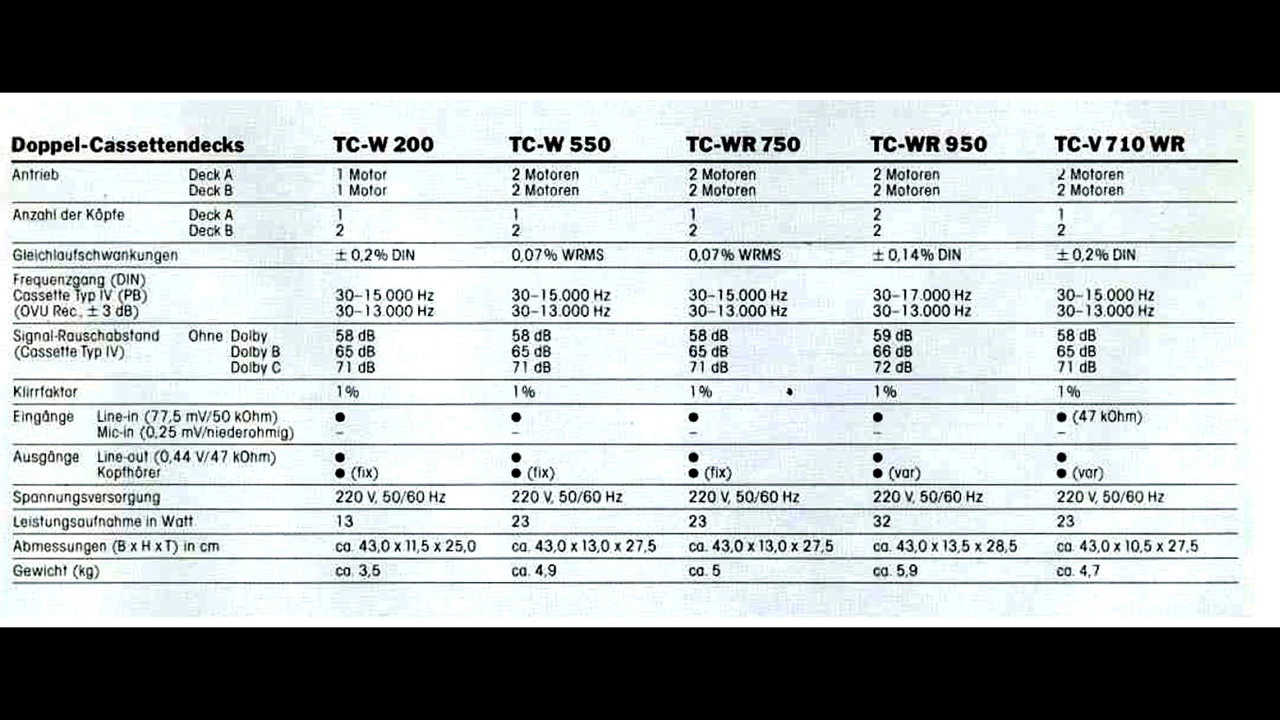 Doppel-Cassettendecks TC-W 200 TC-W 550 TC-WR 750 TC-WR 950 TC-V 710 WR
Antrieb Deck A 1 Motor 2 Motoren 2 Motoren 2 Motoren 2 Motoren
Deck B 1 Motor 2 Motoren 2 Motoren 2 Motoren 2 Motoren
Anzahl der Köpfe Deck A 1 1 1 2 1
Deck B 2 2 2 2 2
Gleichlaufschwankungen ± 0,2% DIN 0,07% WRMS 0,07% WRMS ± 0,14% DIN ± 0,2% DIN
Frequenzgang (DIN)
Cassette Typ IV (PB) 30–15.000 Hz 30–15.000 Hz 30–15.000 Hz 30–17.000 Hz 30–15.000 Hz
(OVU Rec., ± 3 dB) 30–13.000 Hz 30–13.000 Hz 30–13.000 Hz 30–13.000 Hz 30–13.000 Hz
Signal-Rauschabstand Ohne Dolby 58 dB 58 dB 58 dB 59 dB 58 dB
(Cassette Typ IV) Dolby B 65 dB 65 dB 65 dB 66 dB 65 dB
Dolby C 71 dB 71 dB 71 dB 72 dB 71 dB
Klirrfaktor 1% 1% 1% 1% 1%
Eingänge Line-in (77,5 mV/50 kOhm) ● ● ● ● ● (47 kOhm)
Mic-in (0,25 mV/niederohmig) – – – – –
Ausgänge Line-out (0,44 V/47 kOhm) ● ● ● ● ●
Kopfhörer ● (fix) ● (fix) ● (fix) ● (var) ● (var)
Spannungsversorgung 220 V, 50/60 Hz 220 V, 50/60 Hz 220 V, 50/60 Hz 220 V, 50/60 Hz 220 V, 50/60 Hz
Leistungsaufnahme in Watt 13 23 23 32 23
Abmessungen (B x H x T) in cm ca. 43,0 x 11,5 x 25,0 ca. 43,0 x 13,0 x 27,5 ca. 43,0 x 13,0 x 27,5 ca. 43,0 x 13,5 x 28,5 ca. 43,0 x 10,5 x 27,5
Gewicht (kg) ca. 3,5 ca. 4,9 ca. 5 ca. 5,9 ca. 4,7